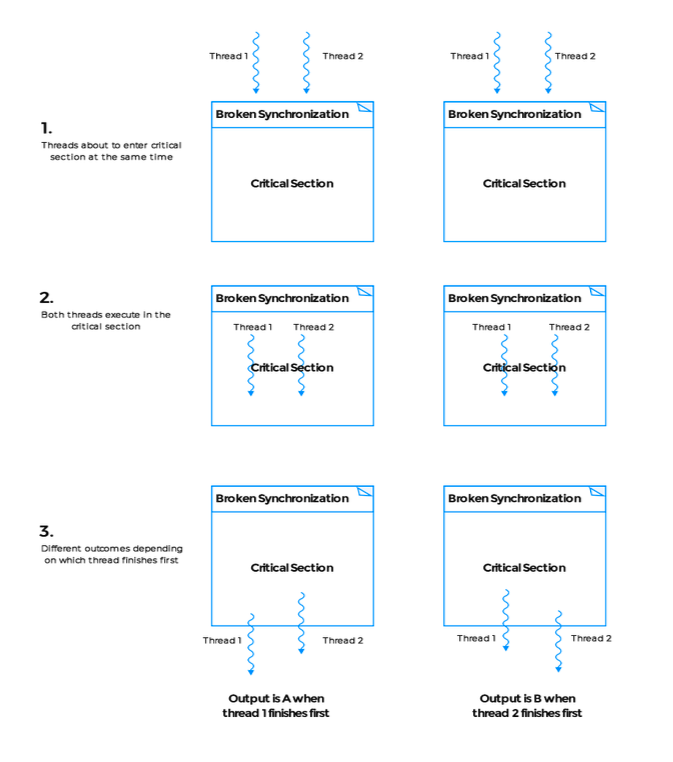 Thread 1
Thread 2
Thread 1
Thread 2
1.
Threads about to enter critical
section at the same time
Broken Synchronization
Critical Section
Broken Synchronization
Critical Section
2.
Both threads execute in the
critical section
Broken Synchronization
Thread 1
Thread 2
Critical Section
Broken Synchronization
Thread 1
Thread 2
Critical Section
3.
Different outcomes depending
on which thread finishes first
Broken Synchronization
Critical Section
Thread 1
Thread 2
Output is A when
thread 1 finishes first
Broken Synchronization
Critical Section
Thread 1
Thread 2
Output is B when
thread 2 finishes first